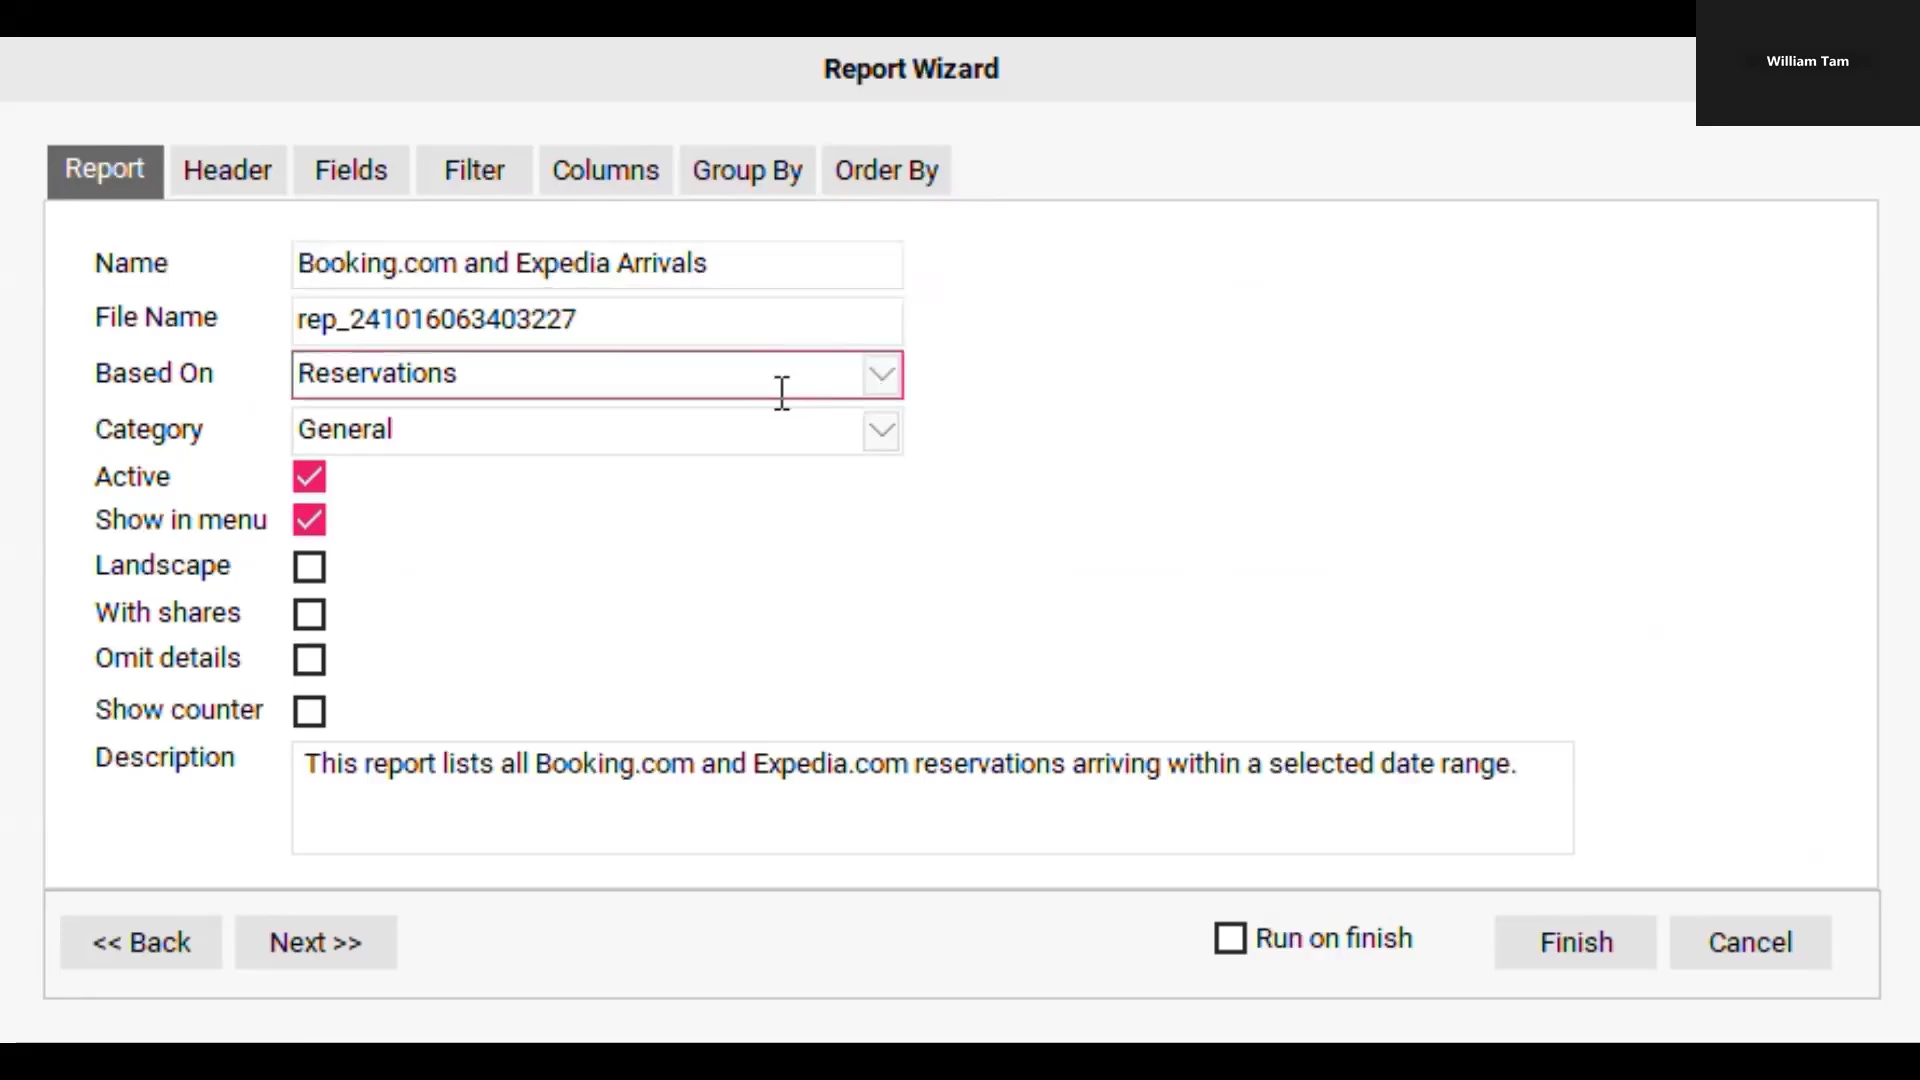 Report Wizard
William Tam
Report Header Fields Filter Columns Group By Order By
Name Booking.com and Expedia Arrivals
File Name rep_241016063403227
Based On Reservations
Category General
Active
Show in menu
Landscape
With shares
Omit details
Show counter
Description This report lists all Booking.com and Expedia.com reservations arriving within a selected date range.
<< Back Next >> Run on finish Finish Cancel